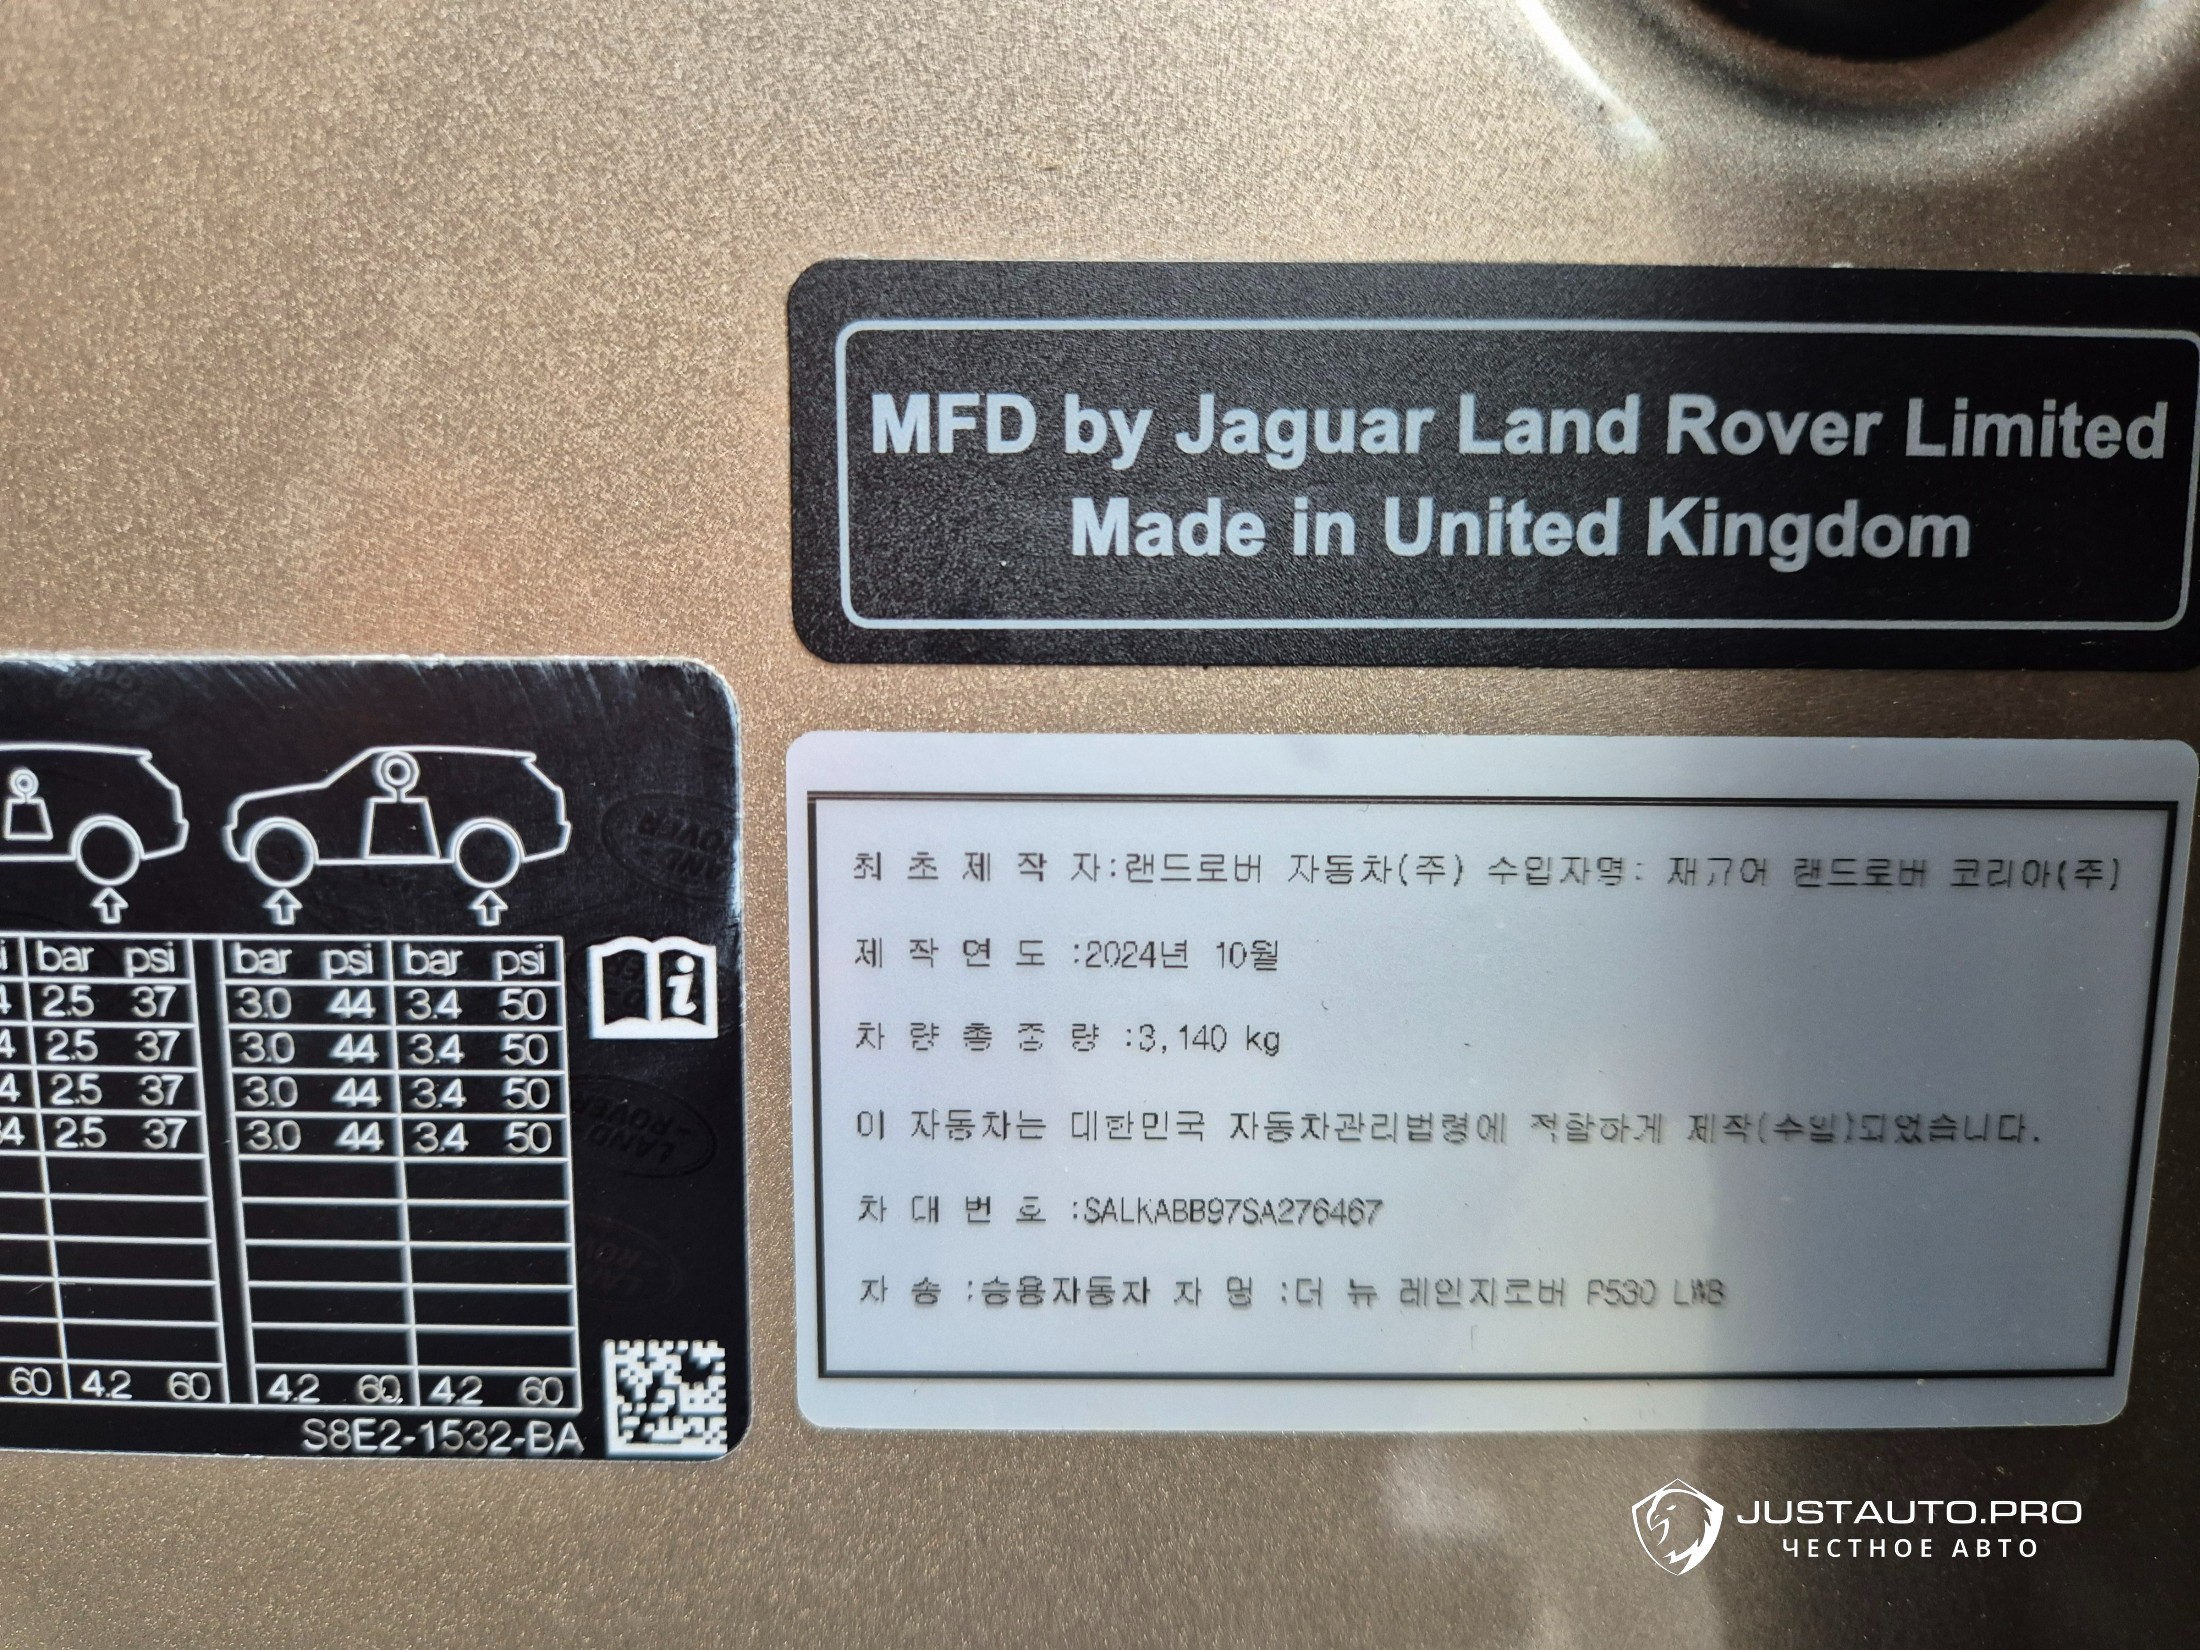 MFD by Jaguar Land Rover Limited
Made in United Kingdom
최 초 제 작 자:랜드로버 자동차(주) 수입자명: 재규어 랜드로버 코리아(주)
제 작 연 도 :2024년 10월
차 량 총 중 량 :3,140 kg
이 자동차는 대한민국 자동차관리법령에 적합하게 제작(수입)되었습니다.
차 대 번 호 :SALKABB97SA276467
차 종 :승용자동차 차 명 :더 뉴 레인지로버 P530 LWB
bar psi bar psi bar psi
2.5 37 3.0 44 3.4 50
2.5 37 3.0 44 3.4 50
2.5 37 3.0 44 3.4 50
2.5 37 3.0 44 3.4 50
60 4.2 60 4.2 60 4.2 60
S8E2-1532-BA
JUSTAUTO.PRO
ЧЕСТНОЕ АВТО